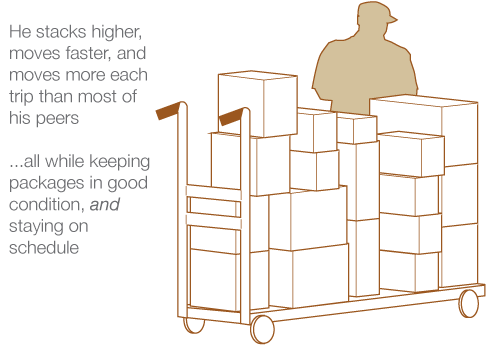 He stacks higher,
moves faster, and
moves more each
trip than most of
his peers
...all while keeping
packages in good
condition, and
staying on
schedule